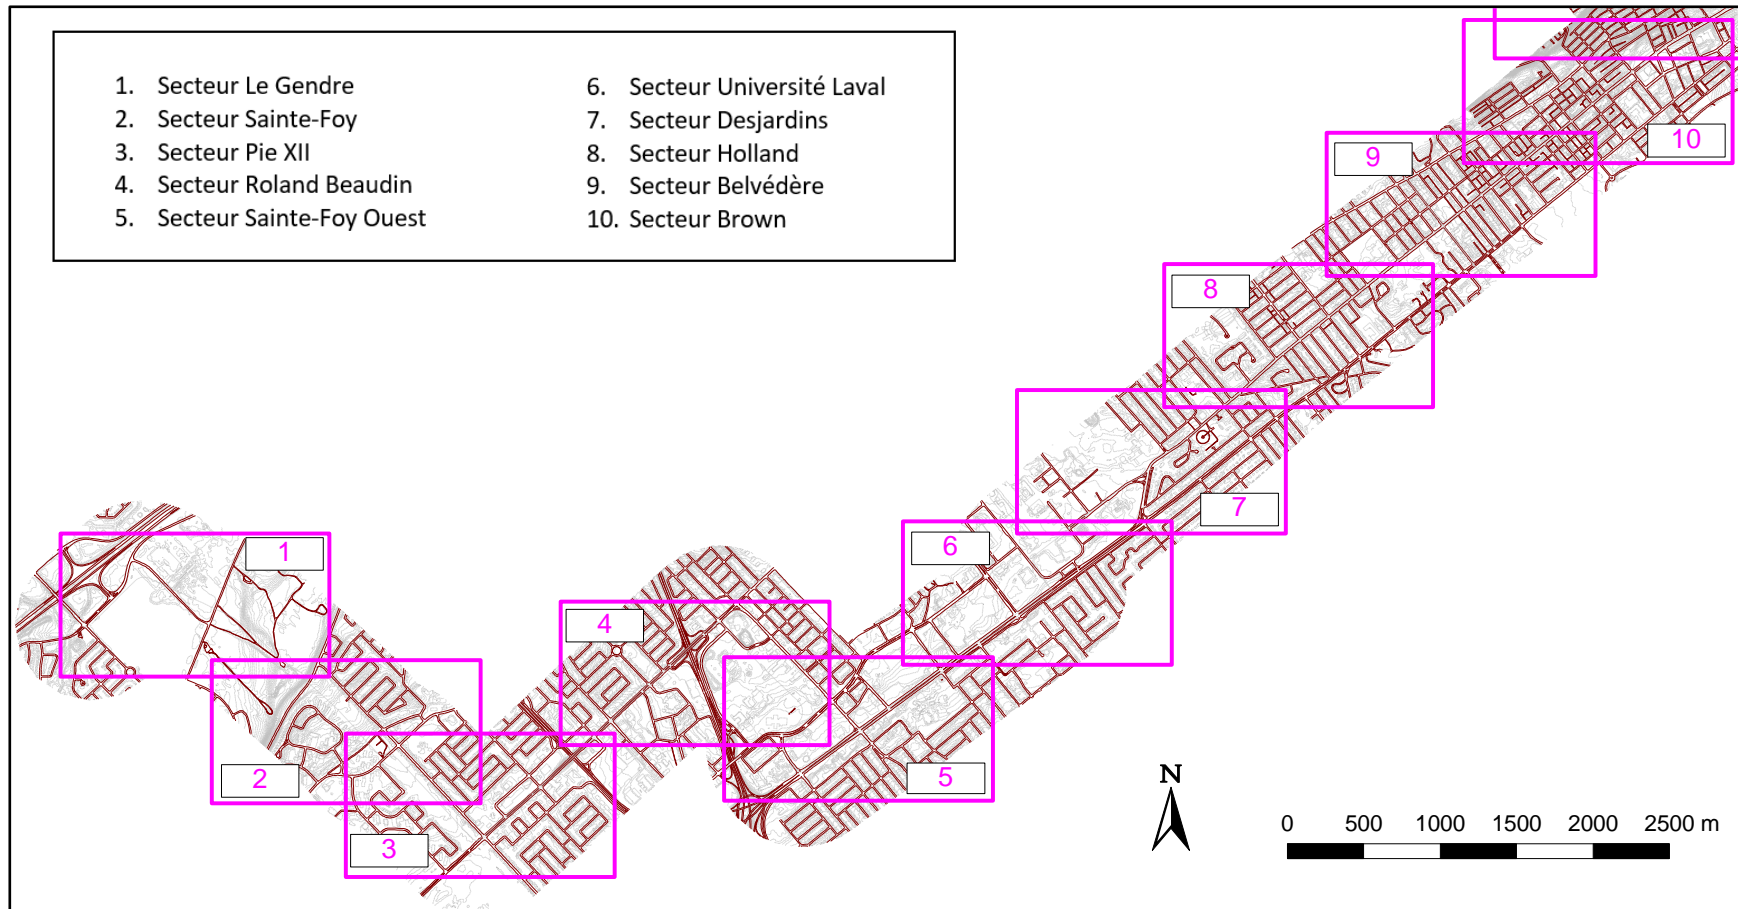 1. Secteur Le Gendre
2. Secteur Sainte-Foy
3. Secteur Pie XII
4. Secteur Roland Beaudin
5. Secteur Sainte-Foy Ouest
6. Secteur Université Laval
7. Secteur Desjardins
8. Secteur Holland
9. Secteur Belvédère
10. Secteur Brown
10
9
8
7
6
1
4
5
2
3
N
0 500 1000 1500 2000 2500 m